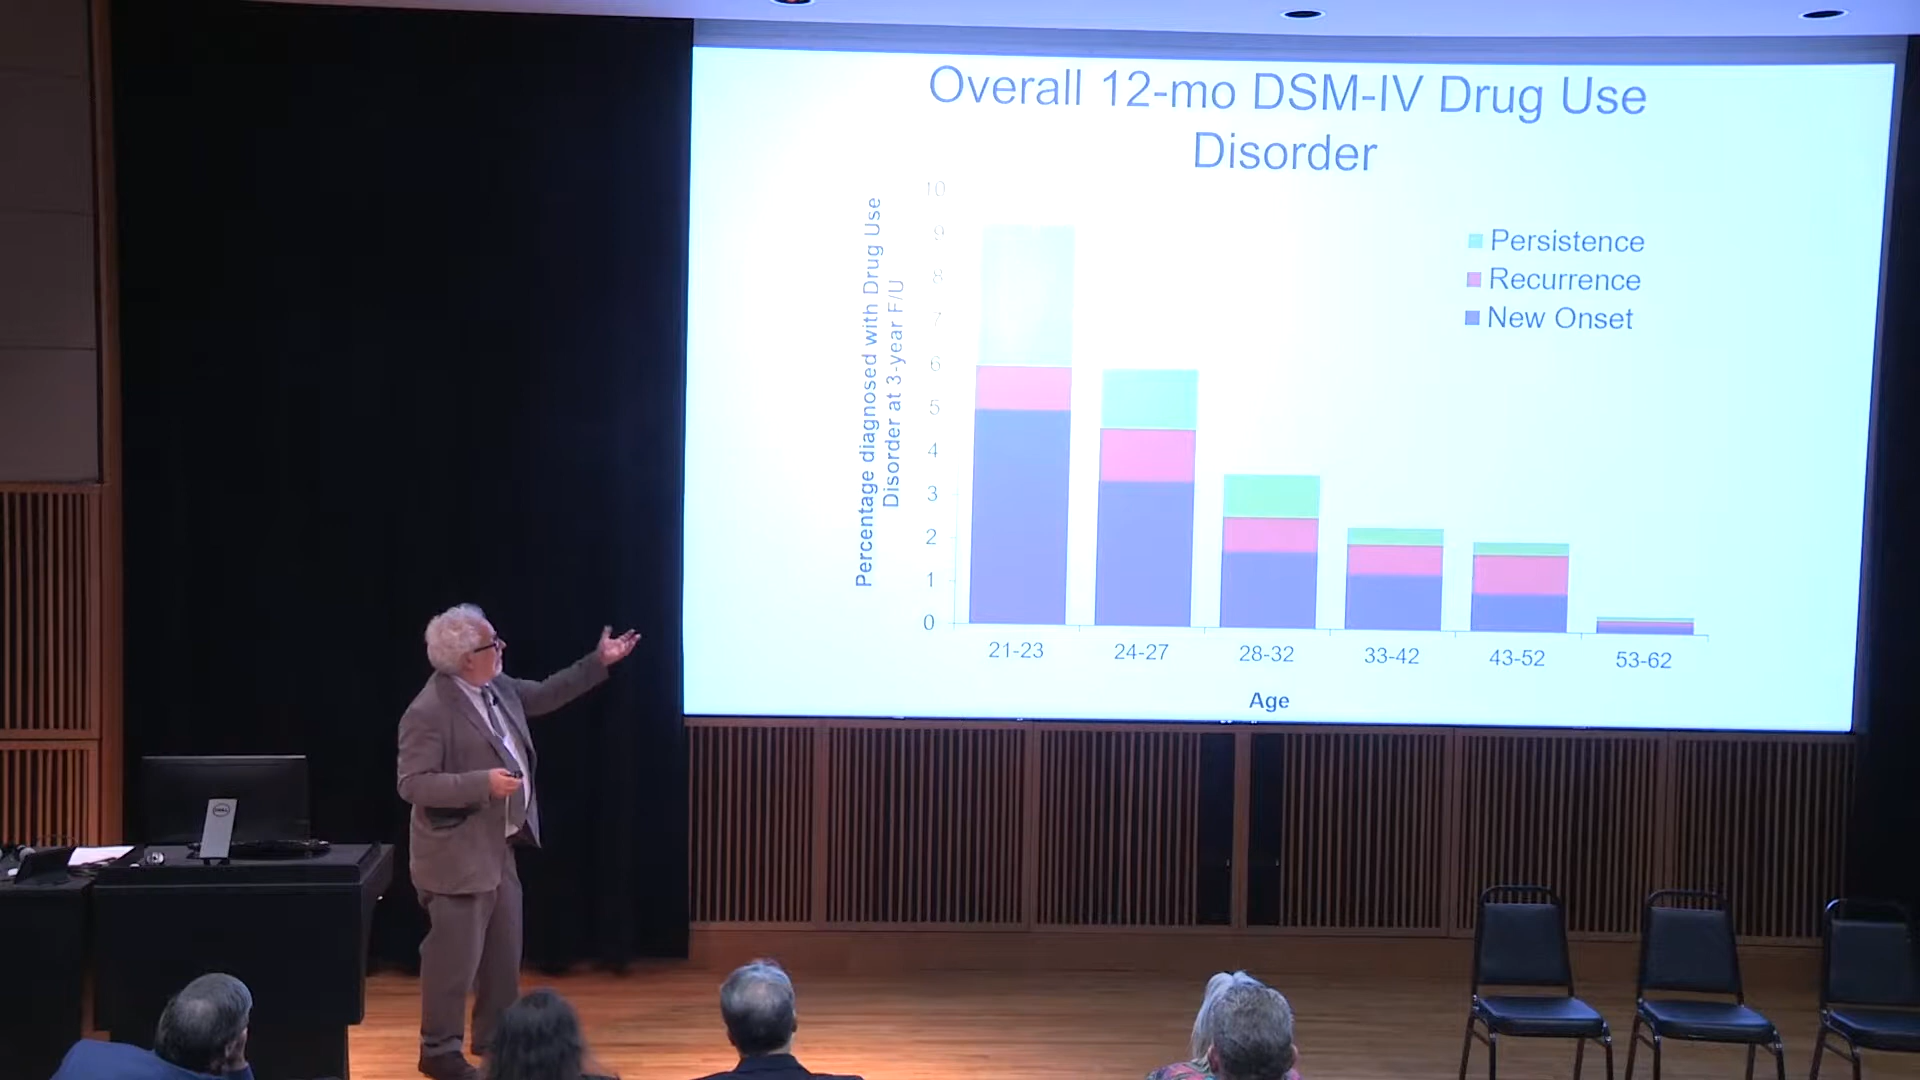 Overall 12-mo DSM-IV Drug Use
Disorder
Percentage diagnosed with Drug Use
Disorder at 3-year F/U
10
9
8
7
6
5
4
3
2
1
0
Persistence
Recurrence
New Onset
21-23
24-27
28-32
33-42
43-52
53-62
Age
DELL